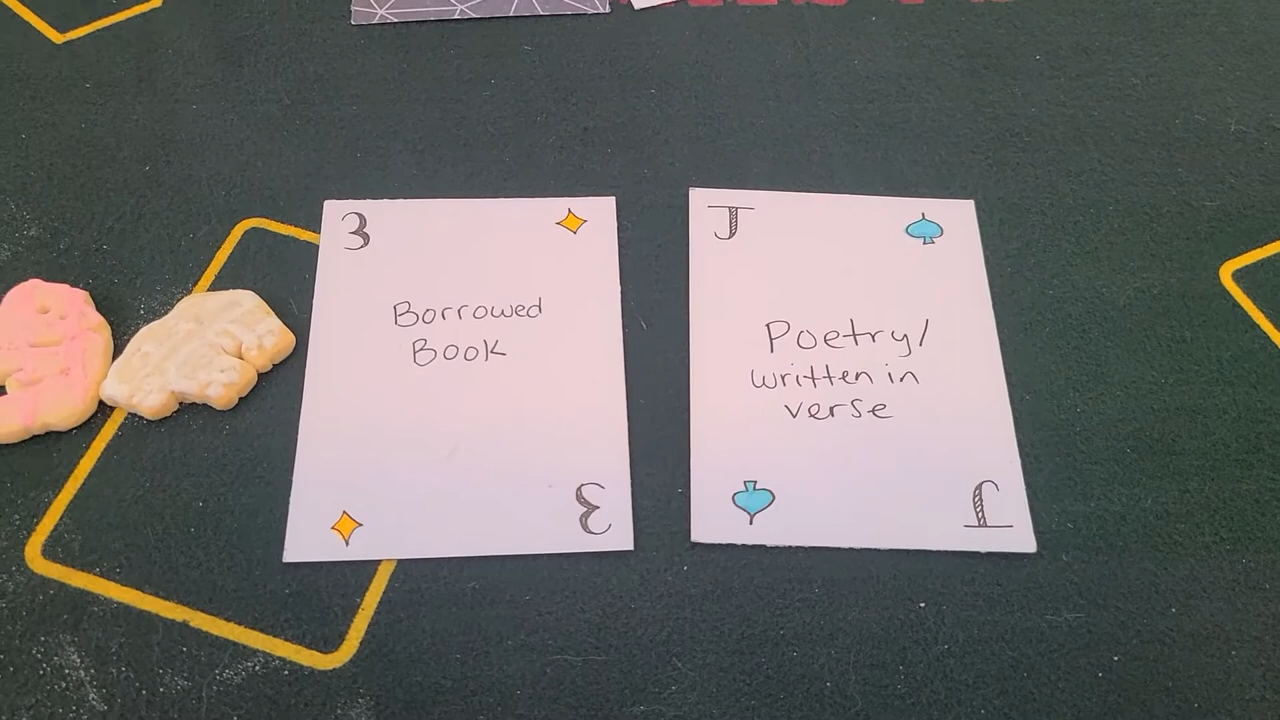 3
Borrowed
Book
3
J
Poetry/
written in
verse
J